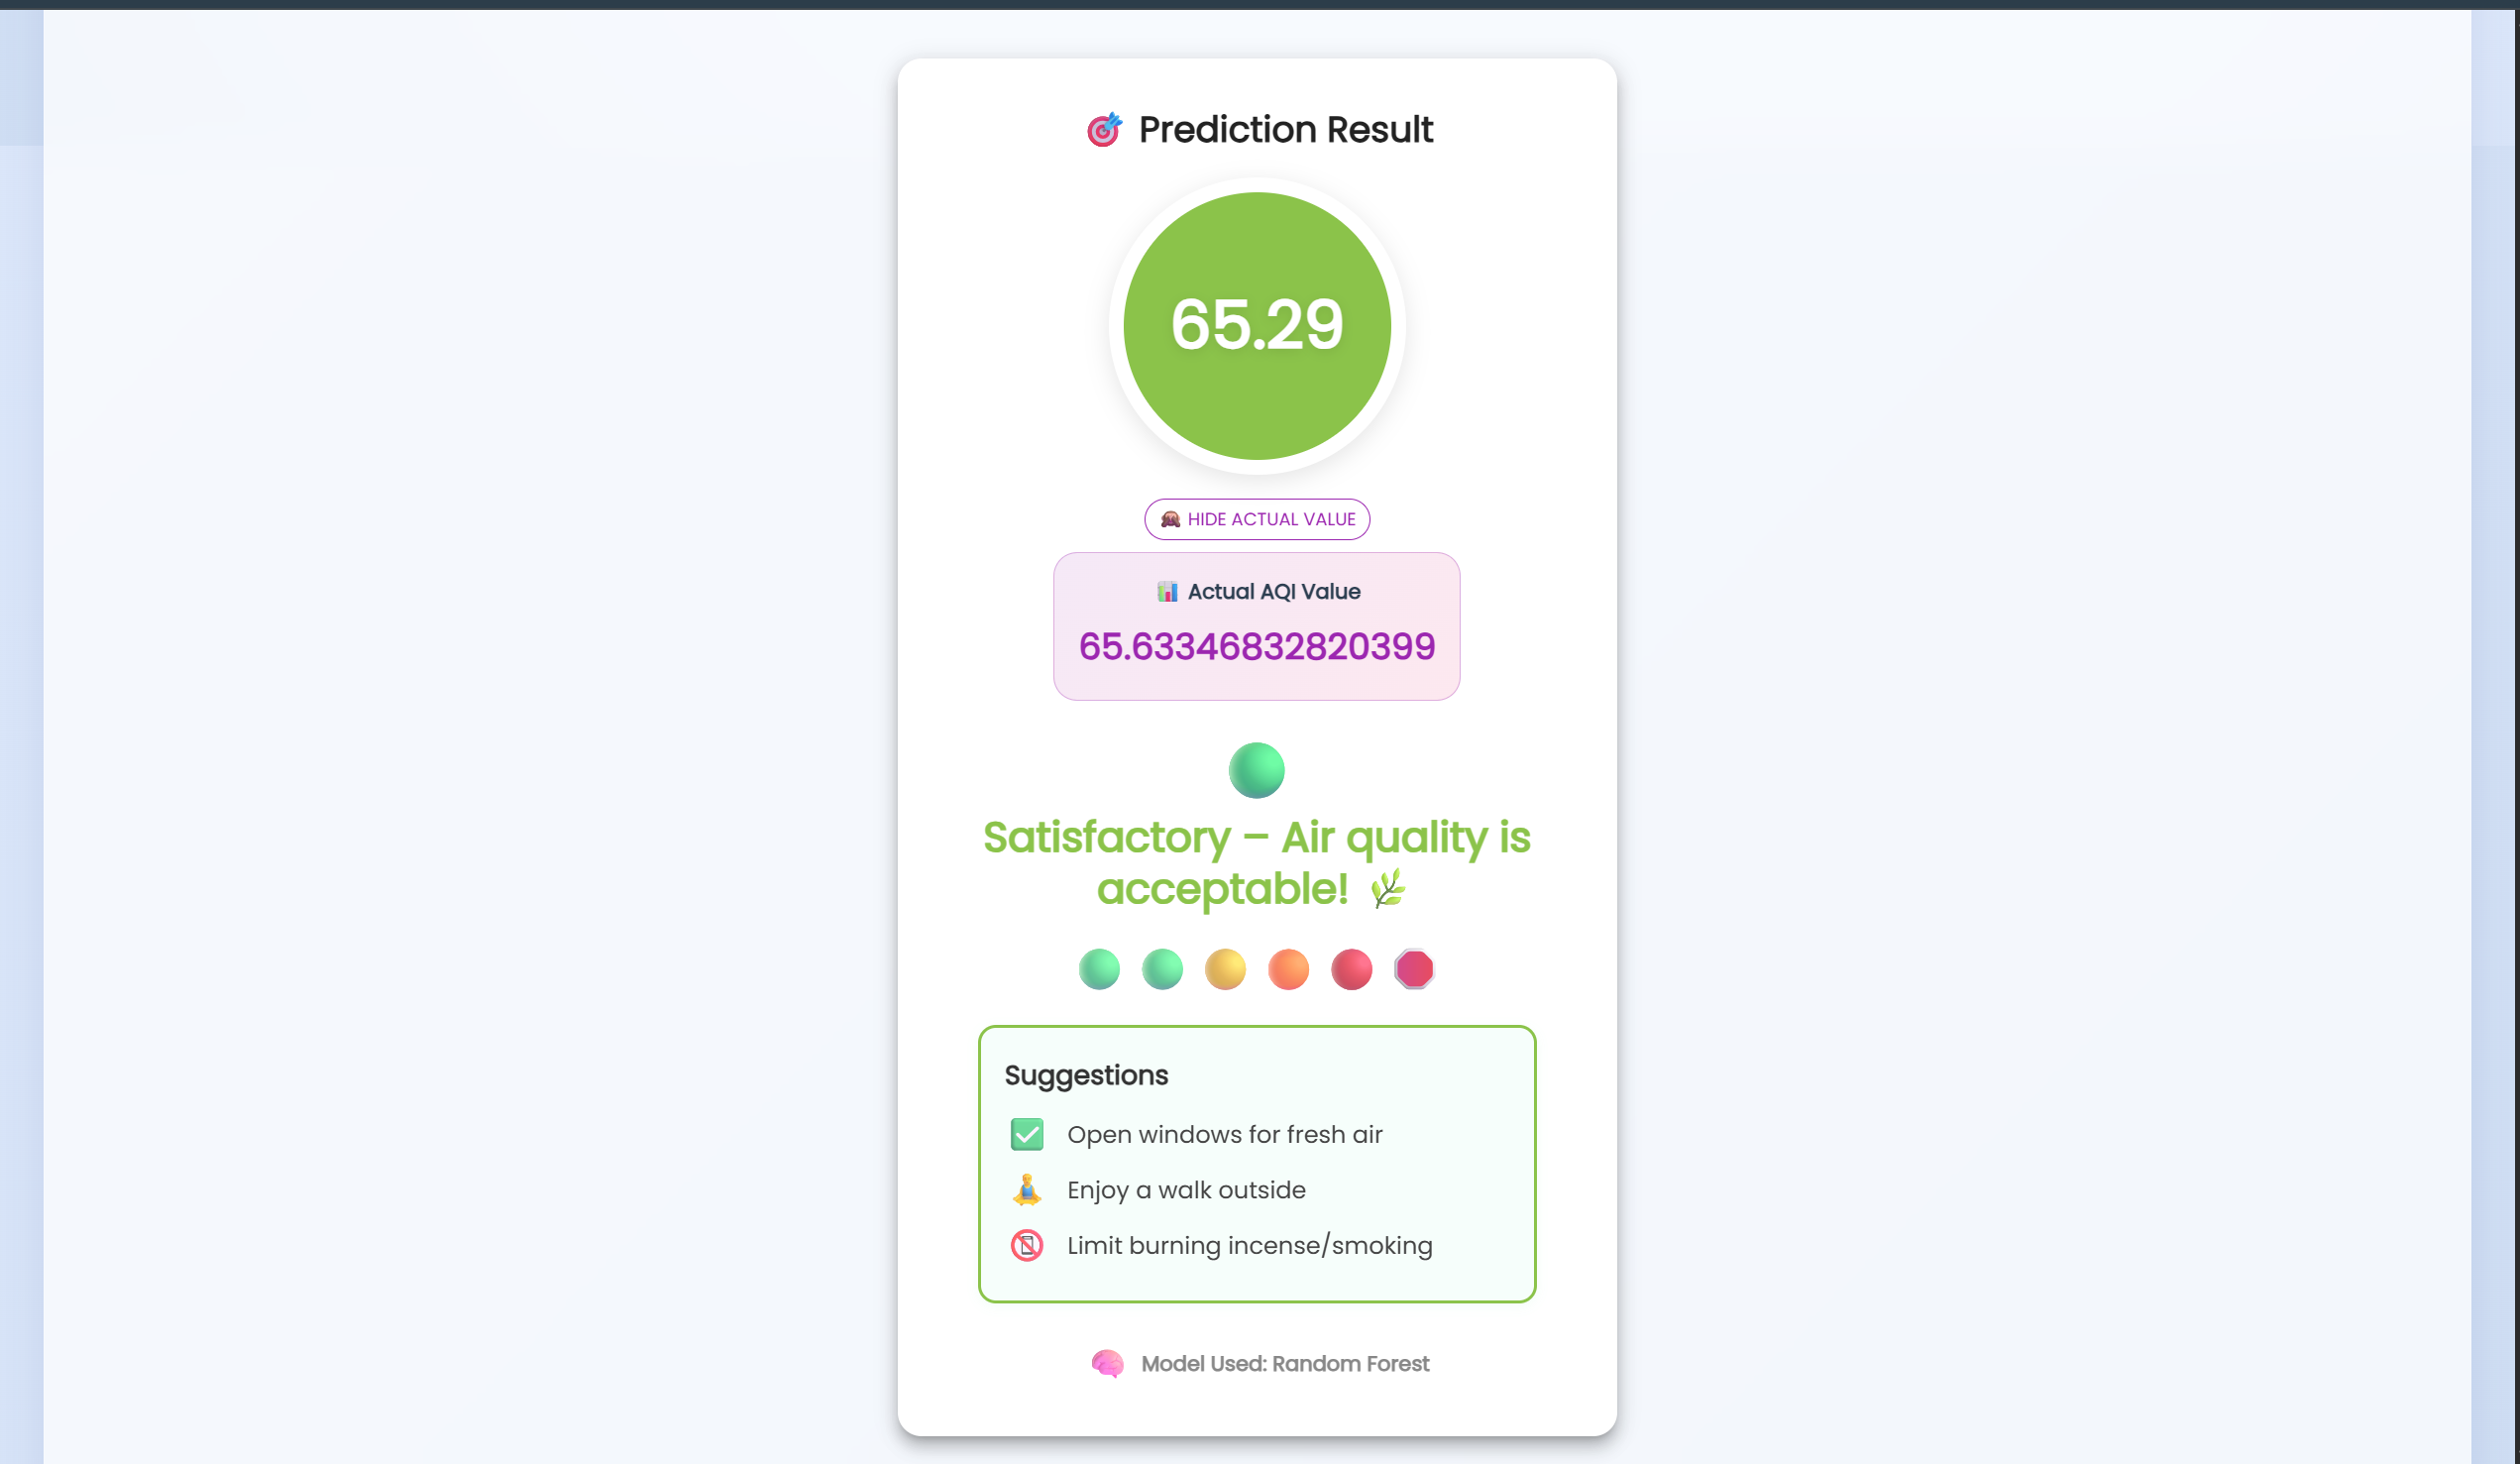 Prediction Result
65.29
HIDE ACTUAL VALUE
Actual AQI Value
65.63346832820399
Satisfactory – Air quality is
acceptable!
Suggestions
Open windows for fresh air
Enjoy a walk outside
Limit burning incense/smoking
Model Used: Random Forest